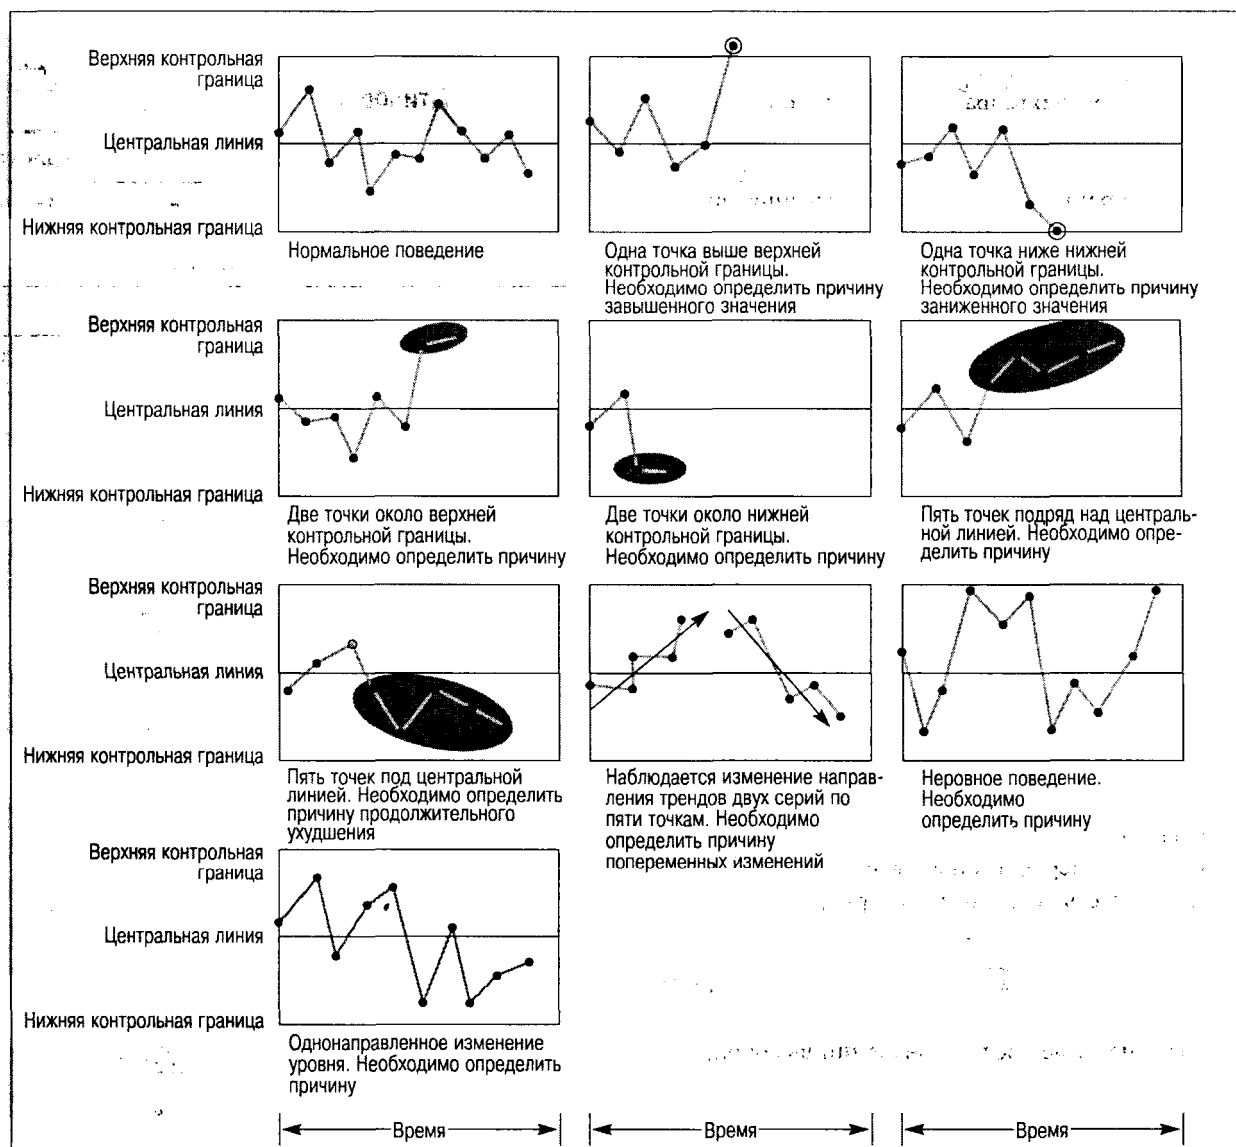 Верхняя контрольная
граница
Центральная линия
Нижняя контрольная граница
Нормальное поведение
Одна точка выше верхней
контрольной границы.
Необходимо определить причину
завышенного значения
Одна точка ниже нижней
контрольной границы.
Необходимо определить причину
заниженного значения
Верхняя контрольная
граница
Центральная линия
Нижняя контрольная граница
Две точки около верхней
контрольной границы.
Необходимо определить причину
Две точки около нижней
контрольной границы.
Необходимо определить причину
Пять точек подряд над централь-
ной линией. Необходимо опре-
делить причину
Верхняя контрольная
граница
Центральная линия
Нижняя контрольная граница
Пять точек под центральной
линией. Необходимо определить
причину продолжительного
ухудшения
Наблюдается изменение направ-
ления трендов двух серий по
пяти точкам. Необходимо
определить причину
попеременных изменений
Неровное поведение.
Необходимо
определить причину
Верхняя контрольная
граница
Центральная линия
Нижняя контрольная граница
Однонаправленное изменение
уровня. Необходимо определить
причину
Время
Время
Время